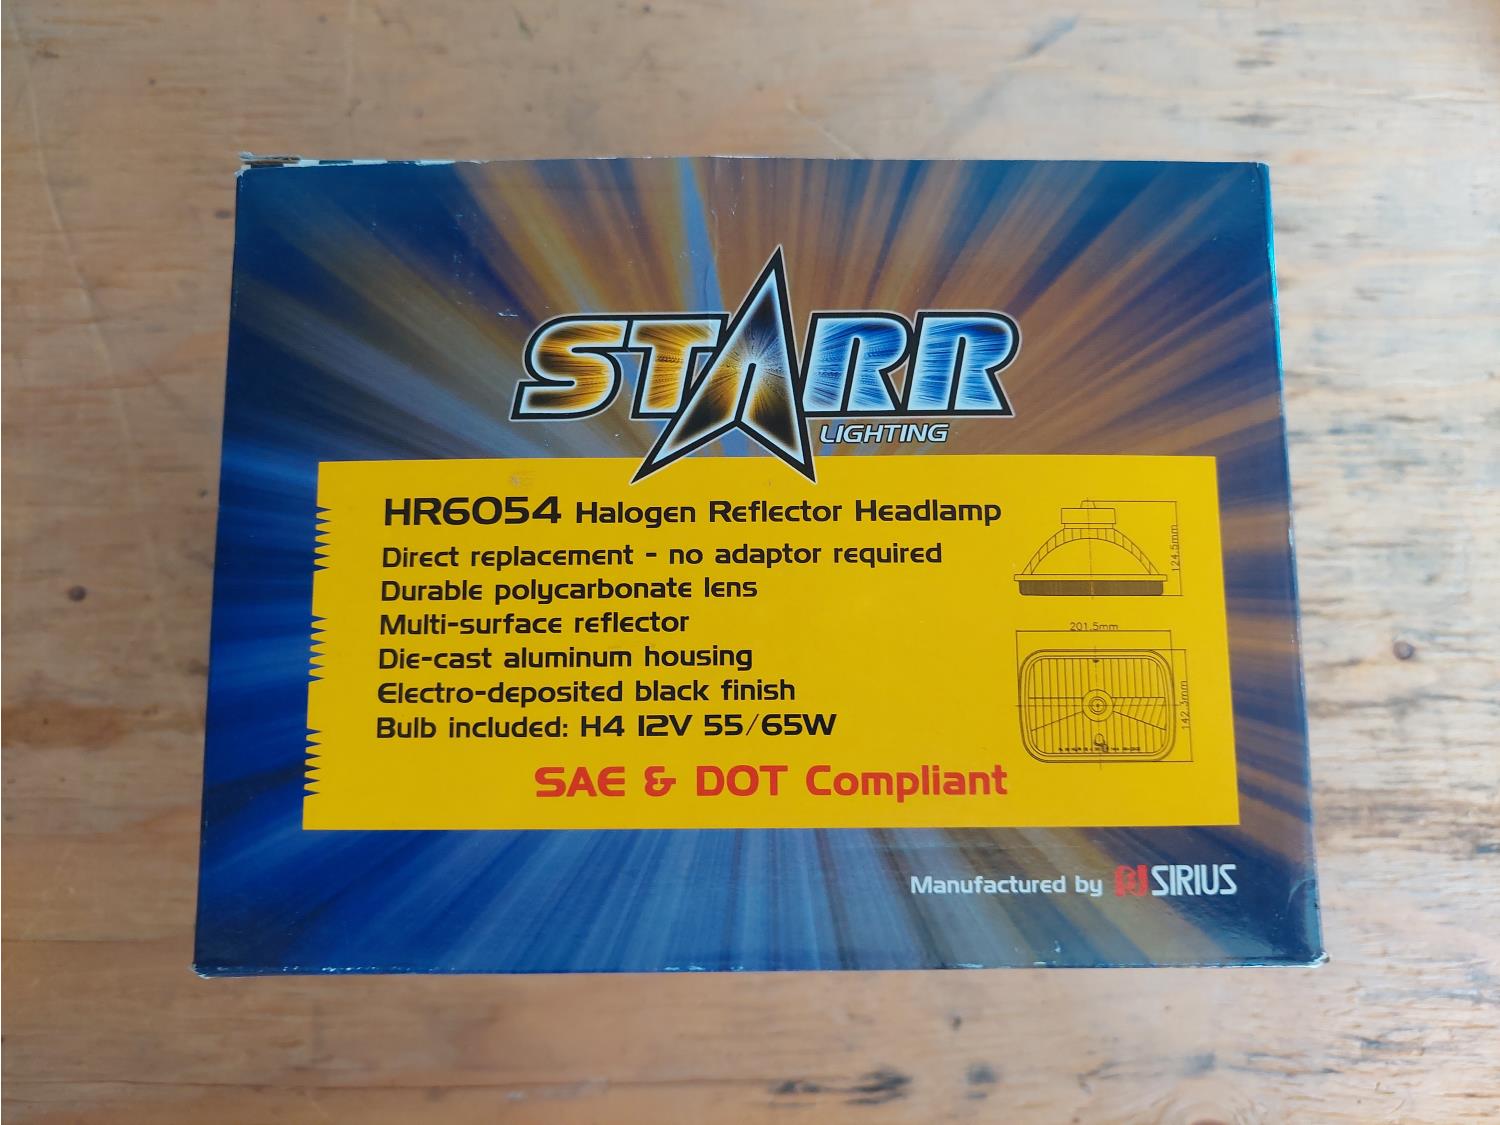 STARR
LIGHTING
HR6054 Halogen Reflector Headlamp
Direct replacement - no adaptor required
Durable polycarbonate lens
Multi-surface reflector
Die-cast aluminum housing
Electro-deposited black finish
Bulb included: H4 12V 55/65W
SAE & DOT Compliant
124.5mm
201.5mm
142.3mm
Manufactured by SIRIUS